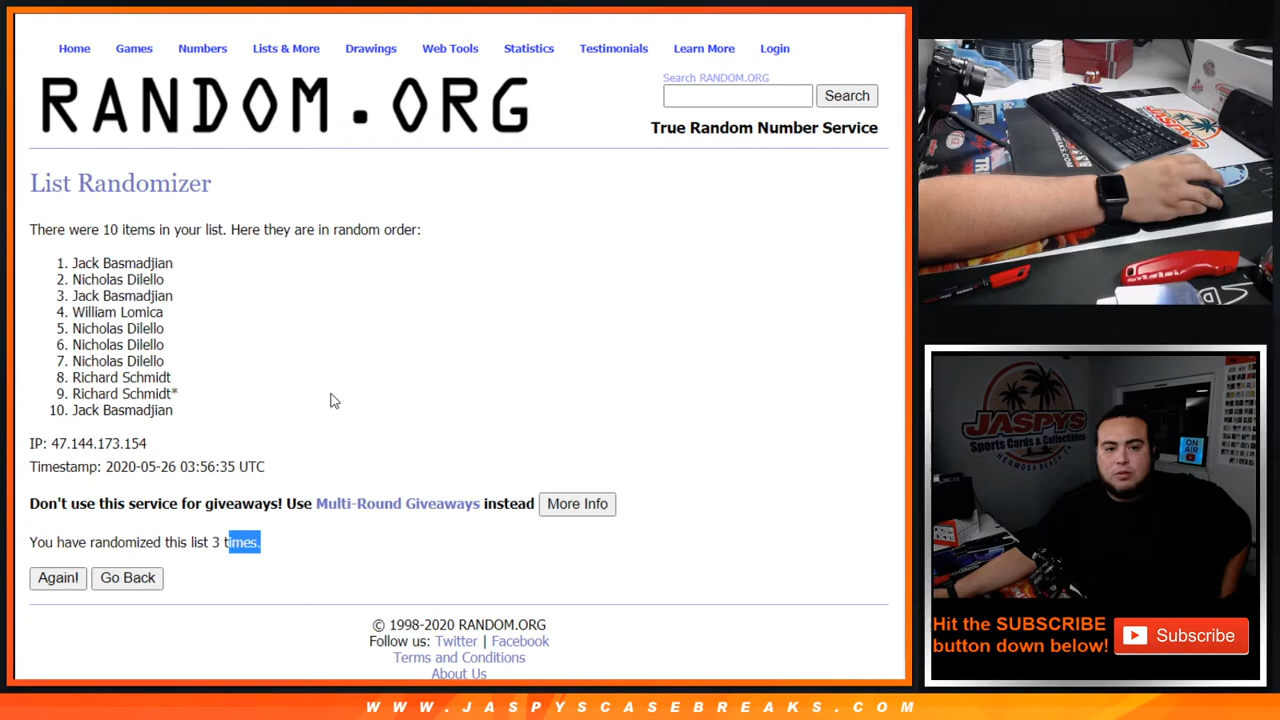 Home Games Numbers Lists & More Drawings Web Tools Statistics Testimonials Learn More Login
RANDOM.ORG
Search RANDOM.ORG
Search
True Random Number Service
List Randomizer
There were 10 items in your list. Here they are in random order:
1. Jack Basmadjian
2. Nicholas Dilello
3. Jack Basmadjian
4. William Lomica
5. Nicholas Dilello
6. Nicholas Dilello
7. Nicholas Dilello
8. Richard Schmidt
9. Richard Schmidt*
10. Jack Basmadjian
IP: 47.144.173.154
Timestamp: 2020-05-26 03:56:35 UTC
Don't use this service for giveaways! Use Multi-Round Giveaways instead More Info
You have randomized this list 3 times.
Again! Go Back
© 1998-2020 RANDOM.ORG
Follow us: Twitter | Facebook
Terms and Conditions
About Us
JASPYS
Sports Cards & Collectibles
HERMOSA BEACH, CA
ON AIR
Hit the SUBSCRIBE
button down below!
Subscribe
WWW.JASPYSCASEBREAKS.COM